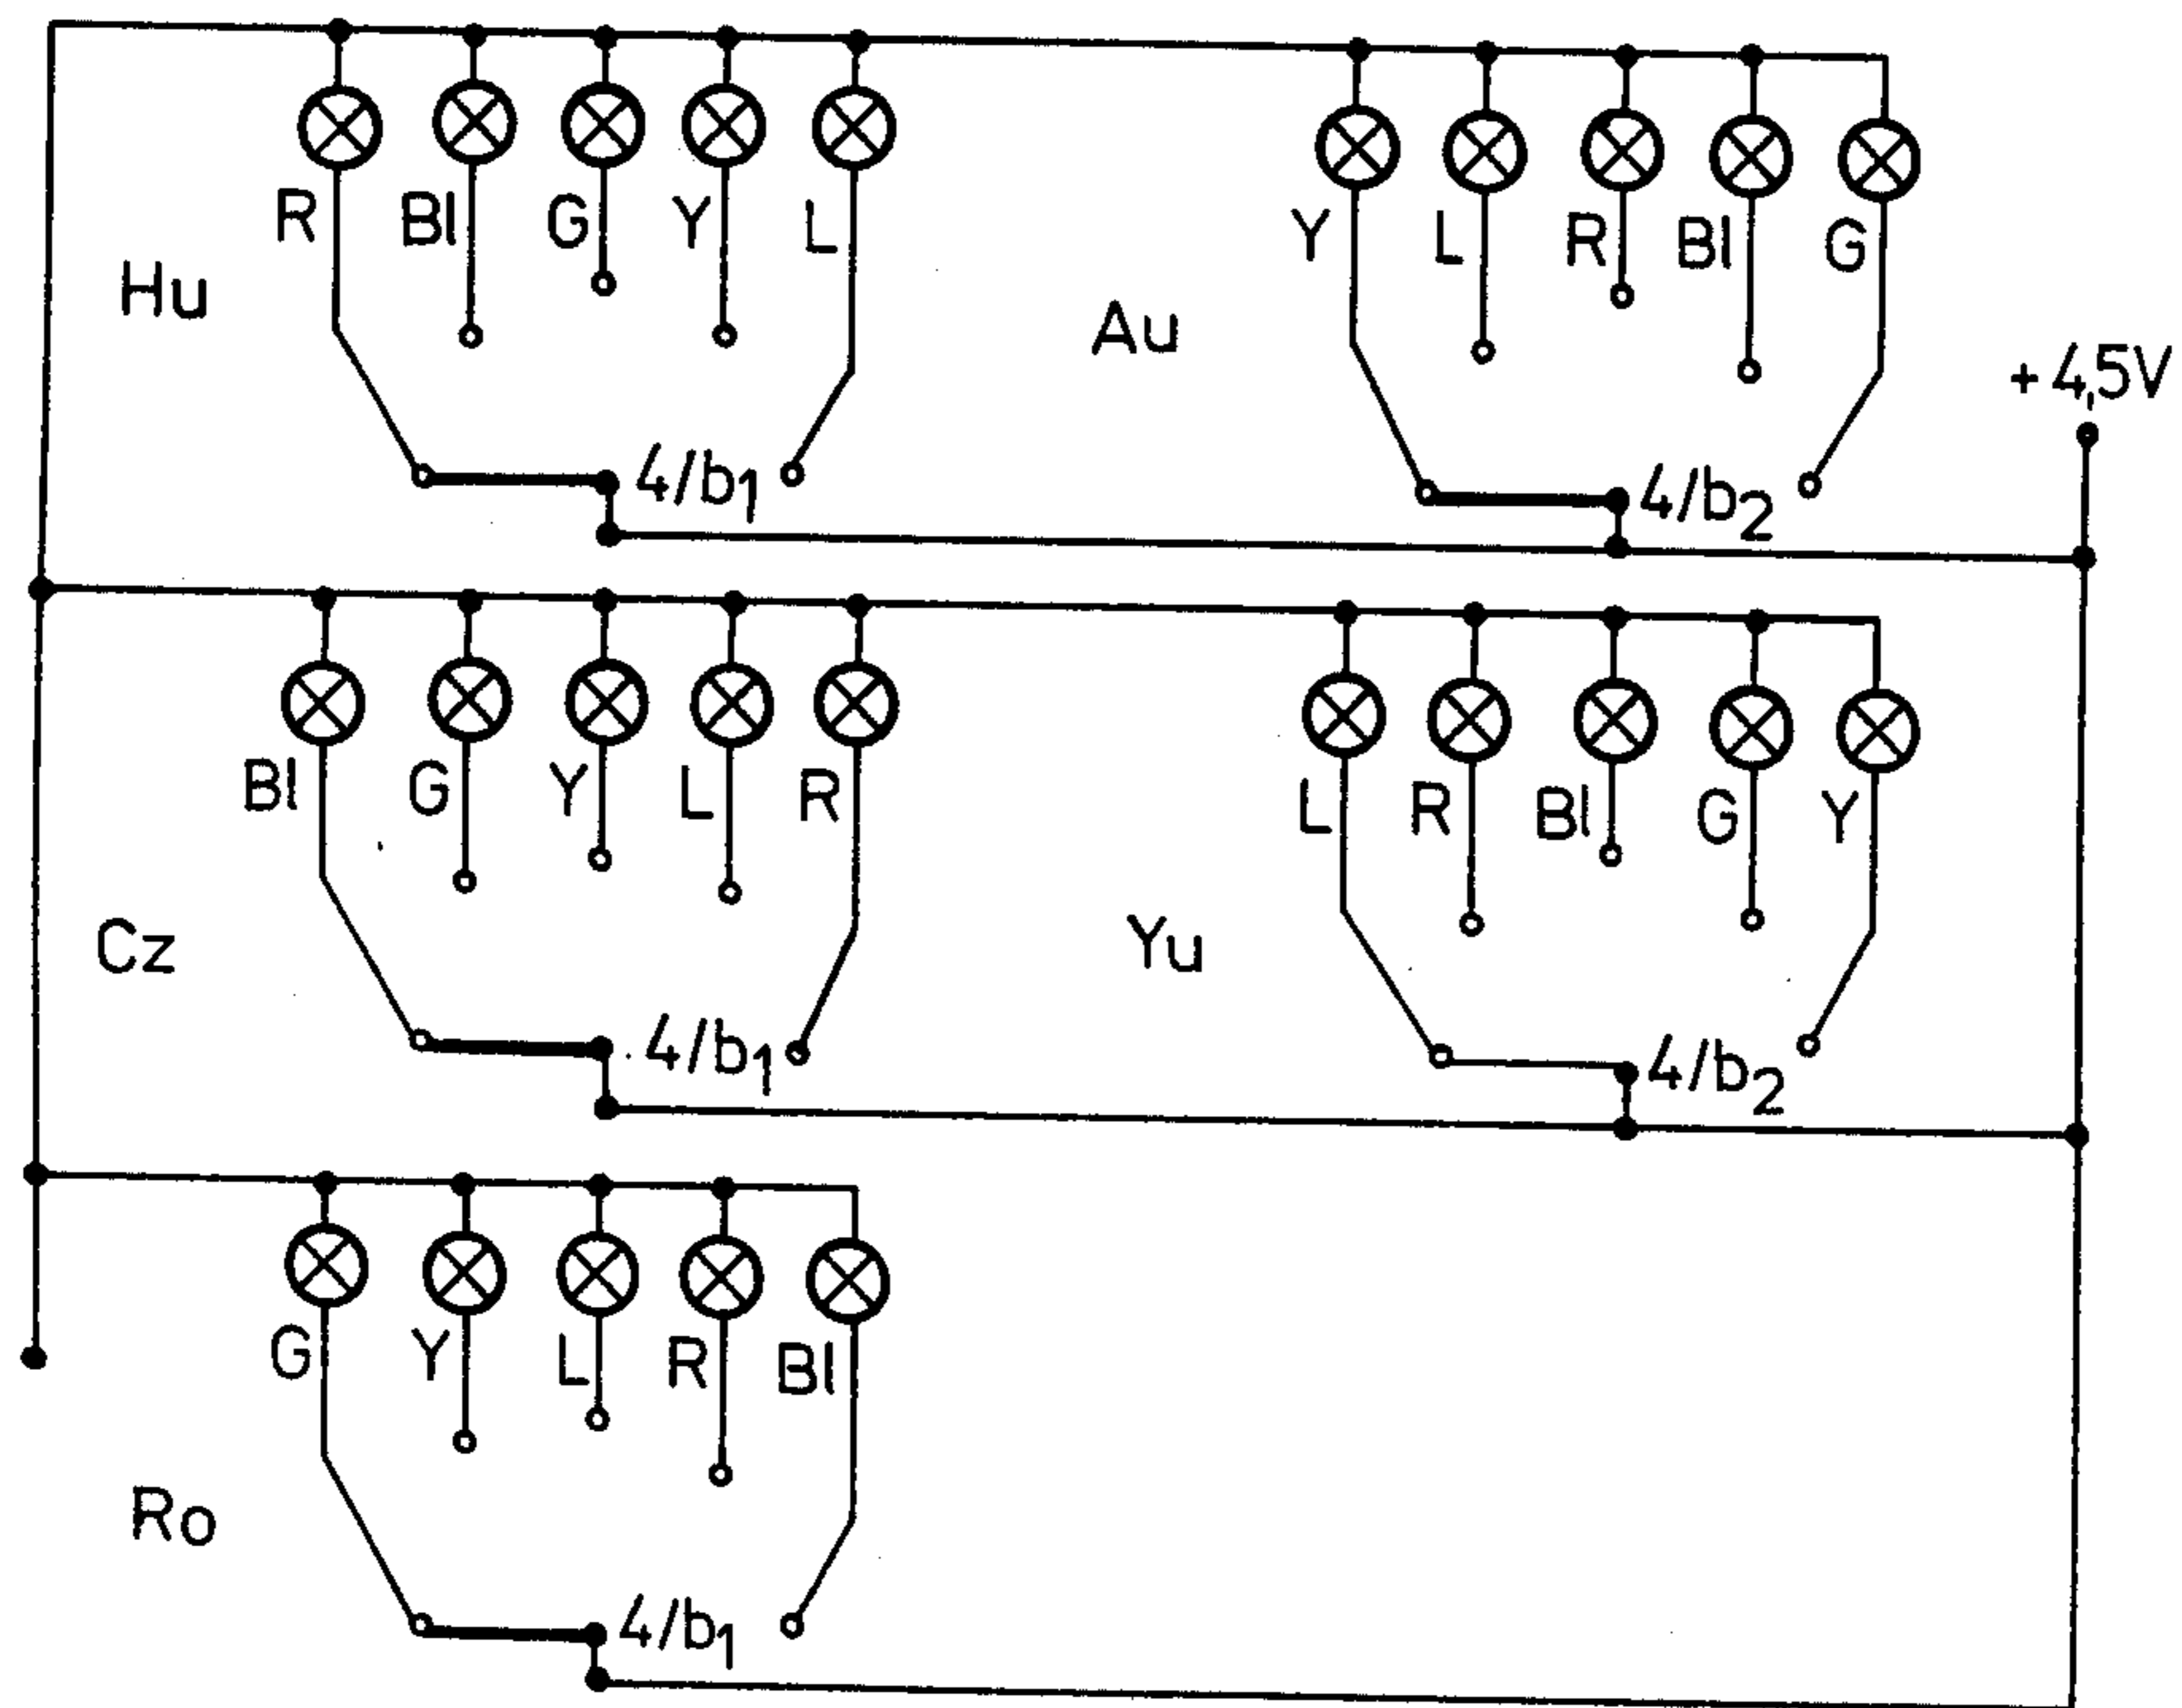 R Bl G Y L
Y L R Bl G
Hu
Au
+4,5V
4/b1
4/b2
Bl G Y L R
L R Bl G Y
Cz
Yu
4/b1
4/b2
G Y L R Bl
Ro
4/b1